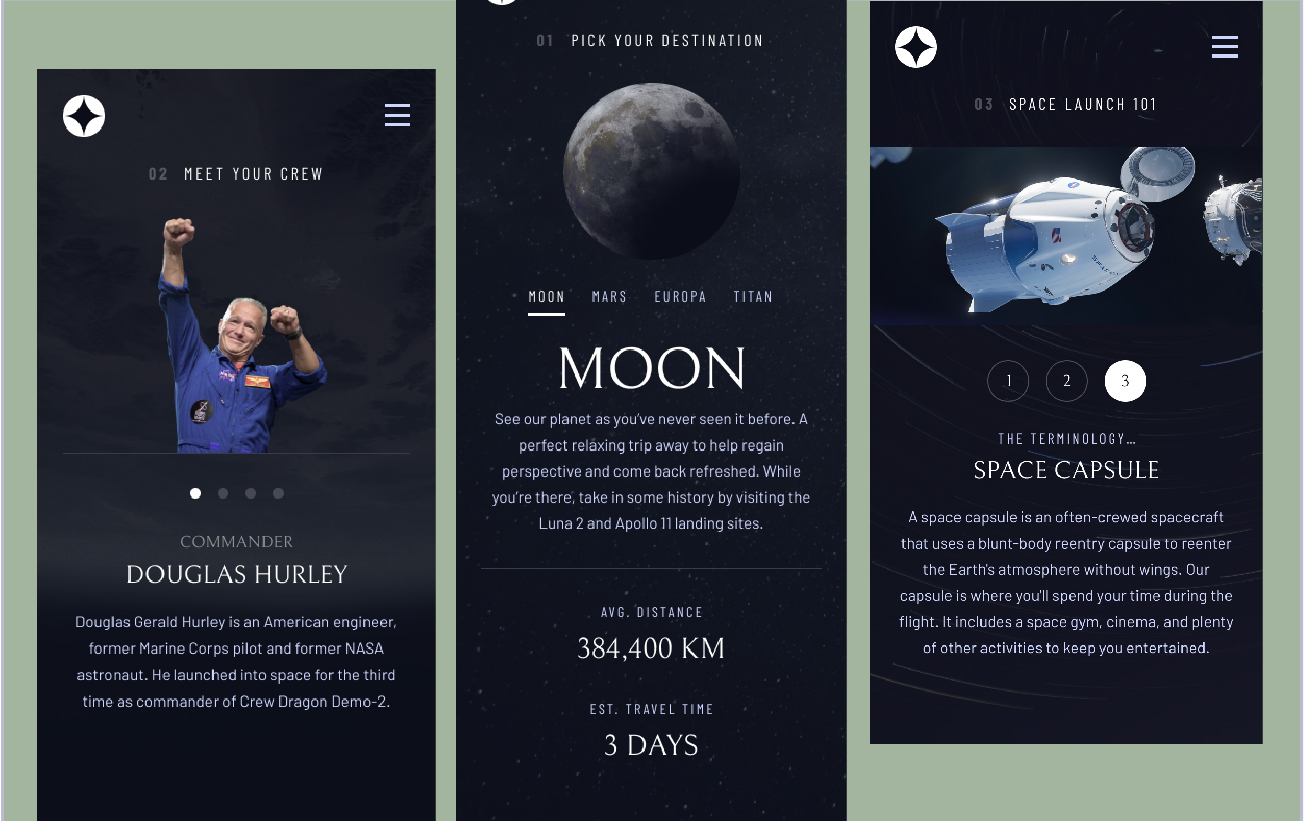 02 MEET YOUR CREW
COMMANDER
DOUGLAS HURLEY
Douglas Gerald Hurley is an American engineer,
former Marine Corps pilot and former NASA
astronaut. He launched into space for the third
time as commander of Crew Dragon Demo-2.
01 PICK YOUR DESTINATION
MOON MARS EUROPA TITAN
MOON
See our planet as you’ve never seen it before. A
perfect relaxing trip away to help regain
perspective and come back refreshed. While
you’re there, take in some history by visiting the
Luna 2 and Apollo 11 landing sites.
AVG. DISTANCE
384,400 KM
EST. TRAVEL TIME
3 DAYS
03 SPACE LAUNCH 101
1 2 3
THE TERMINOLOGY…
SPACE CAPSULE
A space capsule is an often-crewed spacecraft
that uses a blunt-body reentry capsule to reenter
the Earth's atmosphere without wings. Our
capsule is where you'll spend your time during the
flight. It includes a space gym, cinema, and plenty
of other activities to keep you entertained.